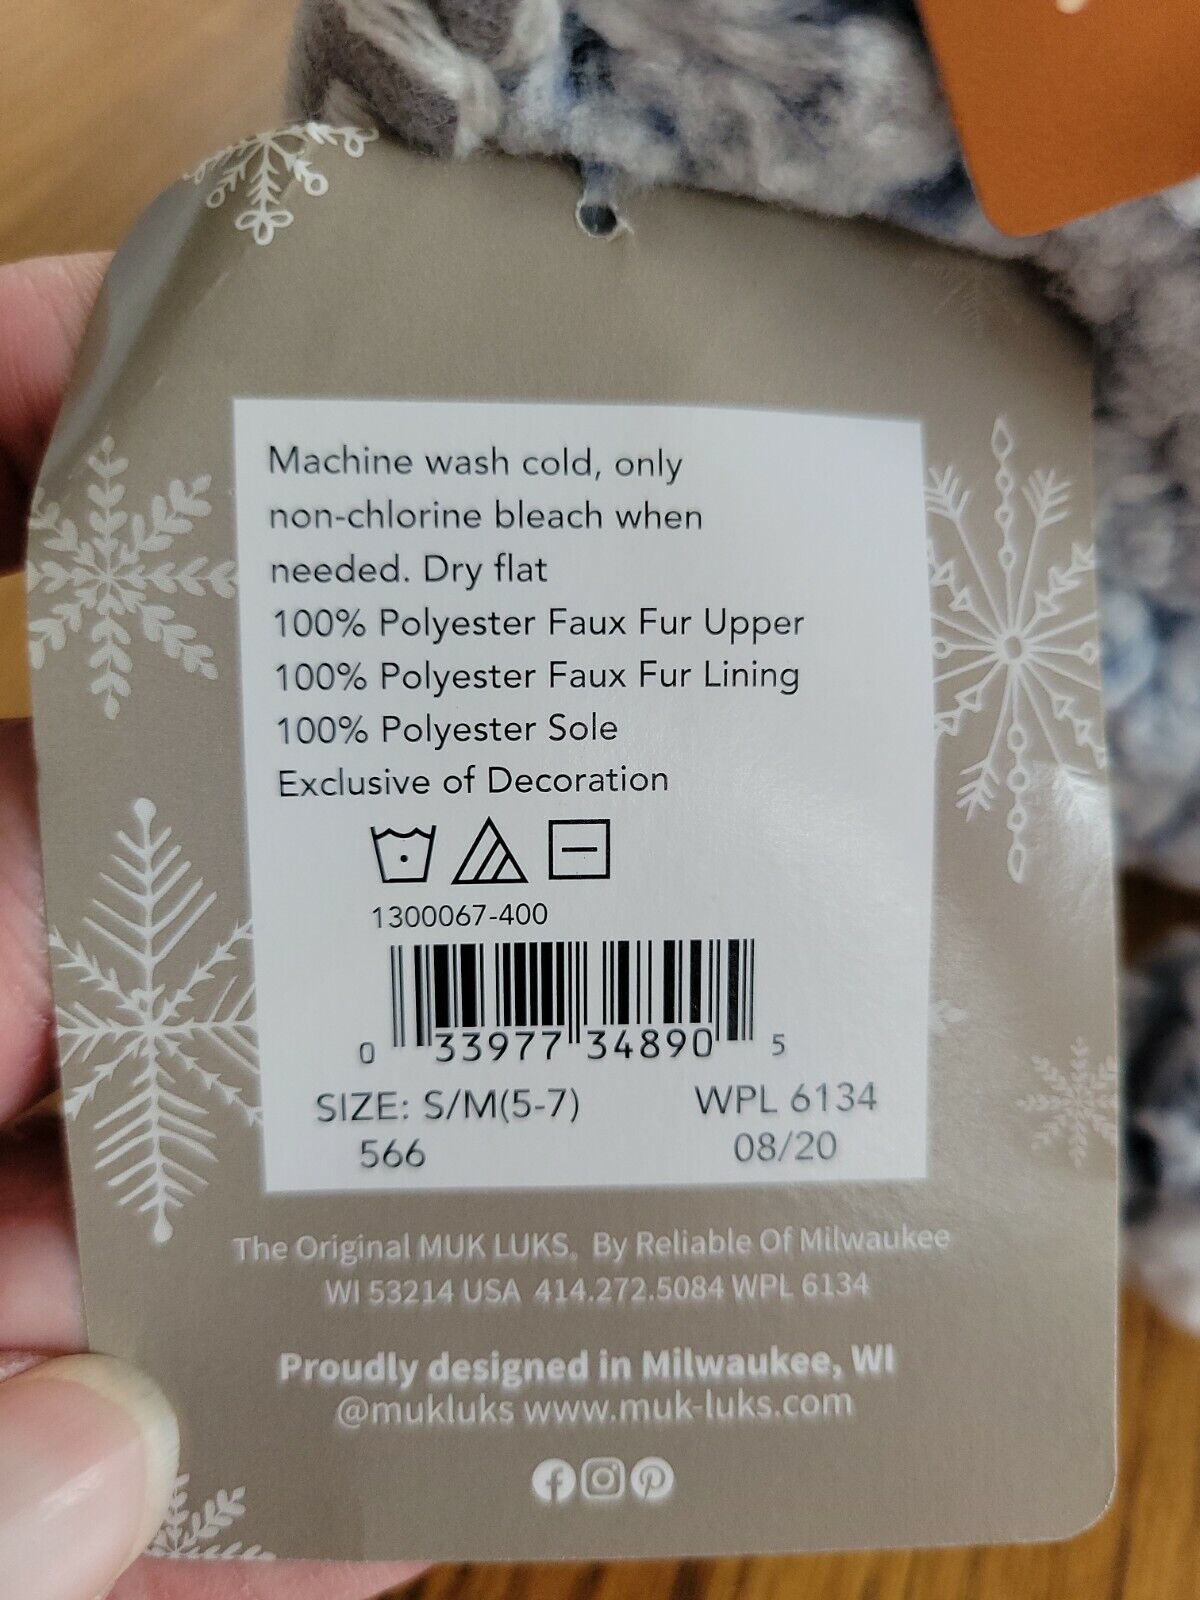 Machine wash cold, only
non-chlorine bleach when
needed. Dry flat
100% Polyester Faux Fur Upper
100% Polyester Faux Fur Lining
100% Polyester Sole
Exclusive of Decoration
1300067-400
0 33977 34890 5
SIZE: S/M(5-7) WPL 6134
566 08/20
The Original MUK LUKS® By Reliable Of Milwaukee
WI 53214 USA 414.272.5084 WPL 6134
Proudly designed in Milwaukee, WI
@mukluks www.muk-luks.com